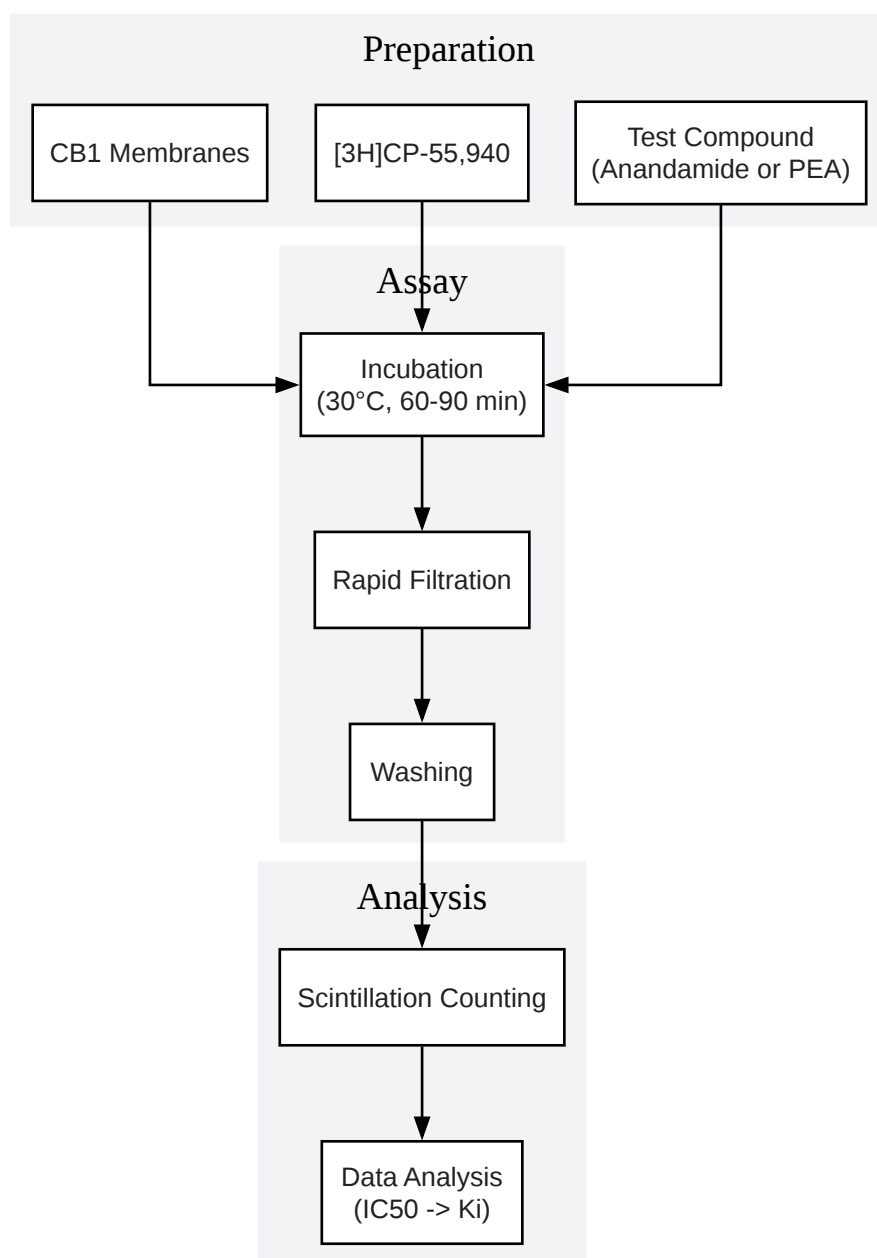 Preparation
CB1 Membranes
[3H]CP-55,940
Test Compound
(Anandamide or PEA)
Assay
Incubation
(30°C, 60-90 min)
Rapid Filtration
Washing
Analysis
Scintillation Counting
Data Analysis
(IC50 -> Ki)